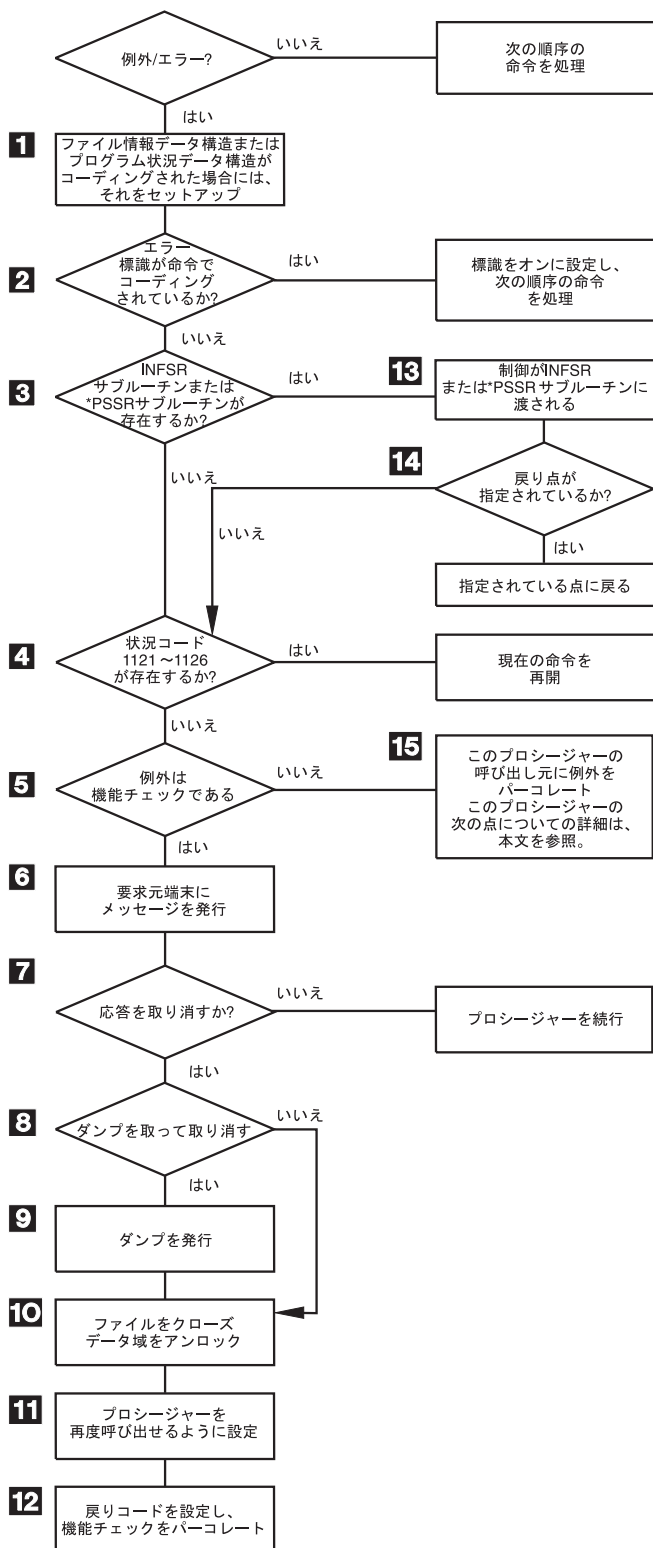 例外/エラー?
いいえ
次の順序の
命令を処理
はい
1
ファイル情報データ構造または
プログラム状況データ構造が
コーディングされた場合には、
それをセットアップ
2
エラー
標識が命令で
コーディング
されているか?
はい
標識をオンに設定し、
次の順序の命令
を処理
いいえ
3
INFSR
サブルーチンまたは
*PSSRサブルーチンが
存在するか?
はい
13
制御がINFSR
または*PSSR サブルーチンに
渡される
いいえ
14
戻り点が
指定されているか?
いいえ
はい
指定されている点に戻る
4
状況コード
1121 ~1126
が存在するか?
はい
現在の命令を
再開
いいえ
5
例外は
機能チェックである
いいえ
15
このプロシージャーの
呼び出し元に例外を
パーコレート
このプロシージャーの
次の点についての詳細は、
本文を参照。
はい
6
要求元端末に
メッセージを発行
7
応答を取り消すか?
いいえ
プロシージャーを続行
はい
8
ダンプを取って取り消す
いいえ
はい
9
ダンプを発行
10
ファイルをクローズ
データ域をアンロック
11
プロシージャーを
再度呼び出せるように設定
12
戻りコードを設定し、
機能チェックをパーコレート